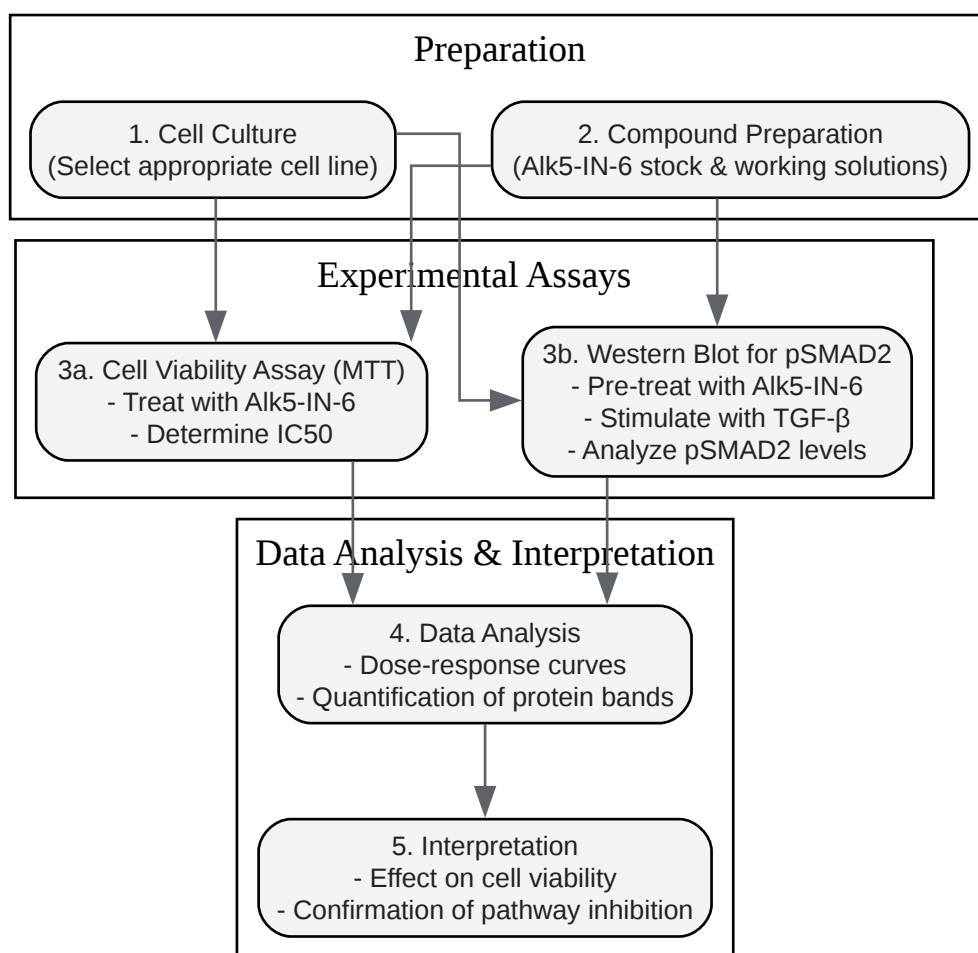 Preparation
1. Cell Culture
(Select appropriate cell line)
2. Compound Preparation
(Alk5-IN-6 stock & working solutions)
Experimental Assays
3a. Cell Viability Assay (MTT)
- Treat with Alk5-IN-6
- Determine IC50
3b. Western Blot for pSMAD2
- Pre-treat with Alk5-IN-6
- Stimulate with TGF-β
- Analyze pSMAD2 levels
Data Analysis & Interpretation
4. Data Analysis
- Dose-response curves
- Quantification of protein bands
5. Interpretation
- Effect on cell viability
- Confirmation of pathway inhibition